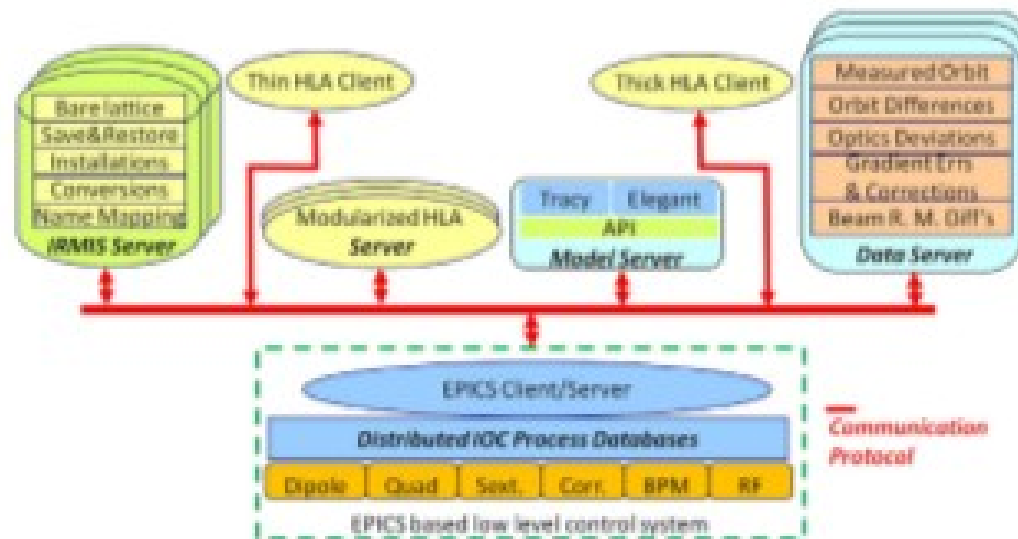 Thin HLA Client
Thick HLA Client
Bare lattice
Save&Restore
Installations
Conversions
Name Mapping
IRMIS Server
Modularized HLA
Server
Tracy
Elegant
API
Model Server
Measured Orbit
Orbit Differences
Optics Deviations
Gradient Errs
& Corrections
Beam R. M. Diff's
Data Server
EPICS Client/Server
Distributed IOC Process Databases
Dipole
Quad
Sext.
Corr.
BPM
RF
EPICS based low level control system
Communication
Protocol